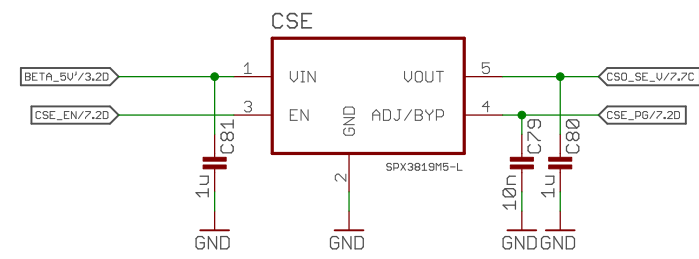 CSE
BETA_5V'/3.2D
1
VIN
VOUT
5
CSO_SE_V/7.7C
CSE_EN/7.2D
3
EN
GND
ADJ/BYP
4
CSE_PG/7.2D
C81
1u
2
SPX3819M5-L
C79
10n
C80
1u
GND
GND
GND
GND